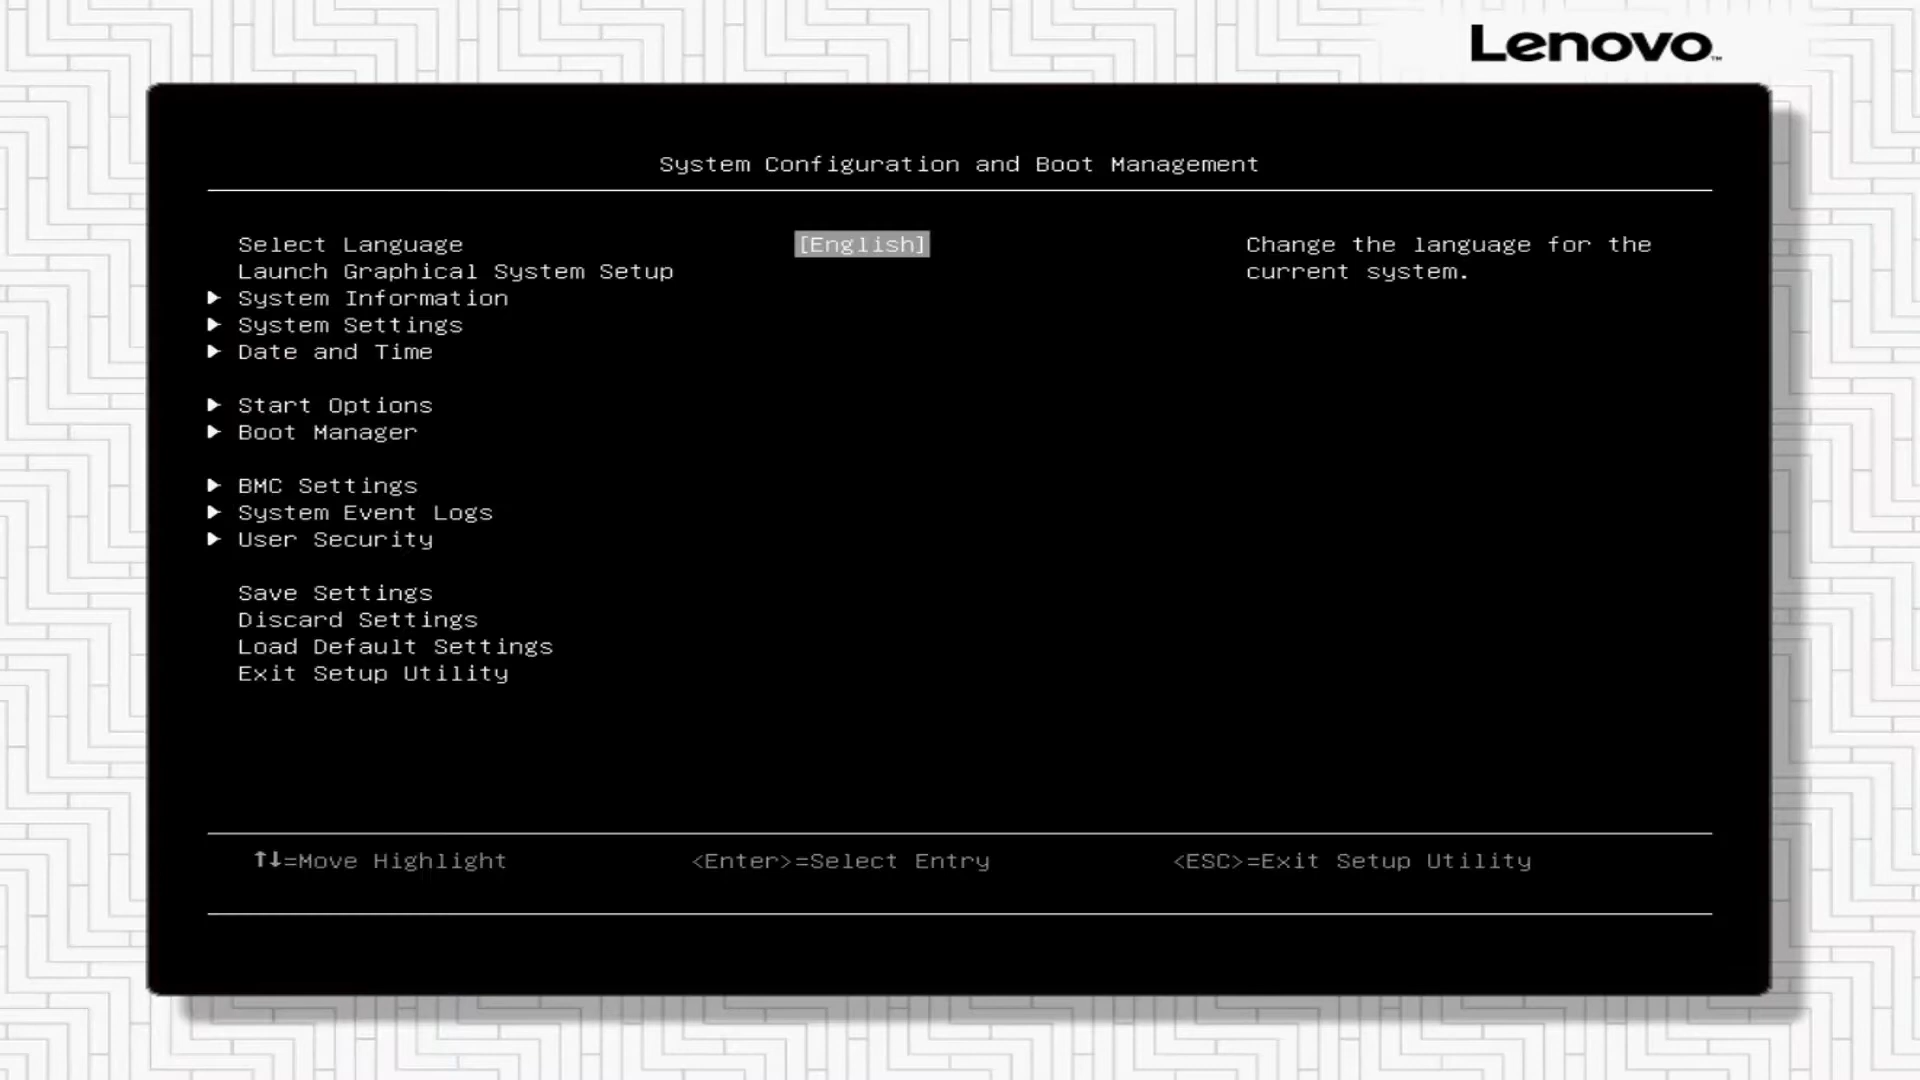 Lenovo™
System Configuration and Boot Management
Select Language [English] Change the language for the
Launch Graphical System Setup current system.
▶ System Information
▶ System Settings
▶ Date and Time
▶ Start Options
▶ Boot Manager
▶ BMC Settings
▶ System Event Logs
▶ User Security
Save Settings
Discard Settings
Load Default Settings
Exit Setup Utility
↑↓=Move Highlight <Enter>=Select Entry <ESC>=Exit Setup Utility